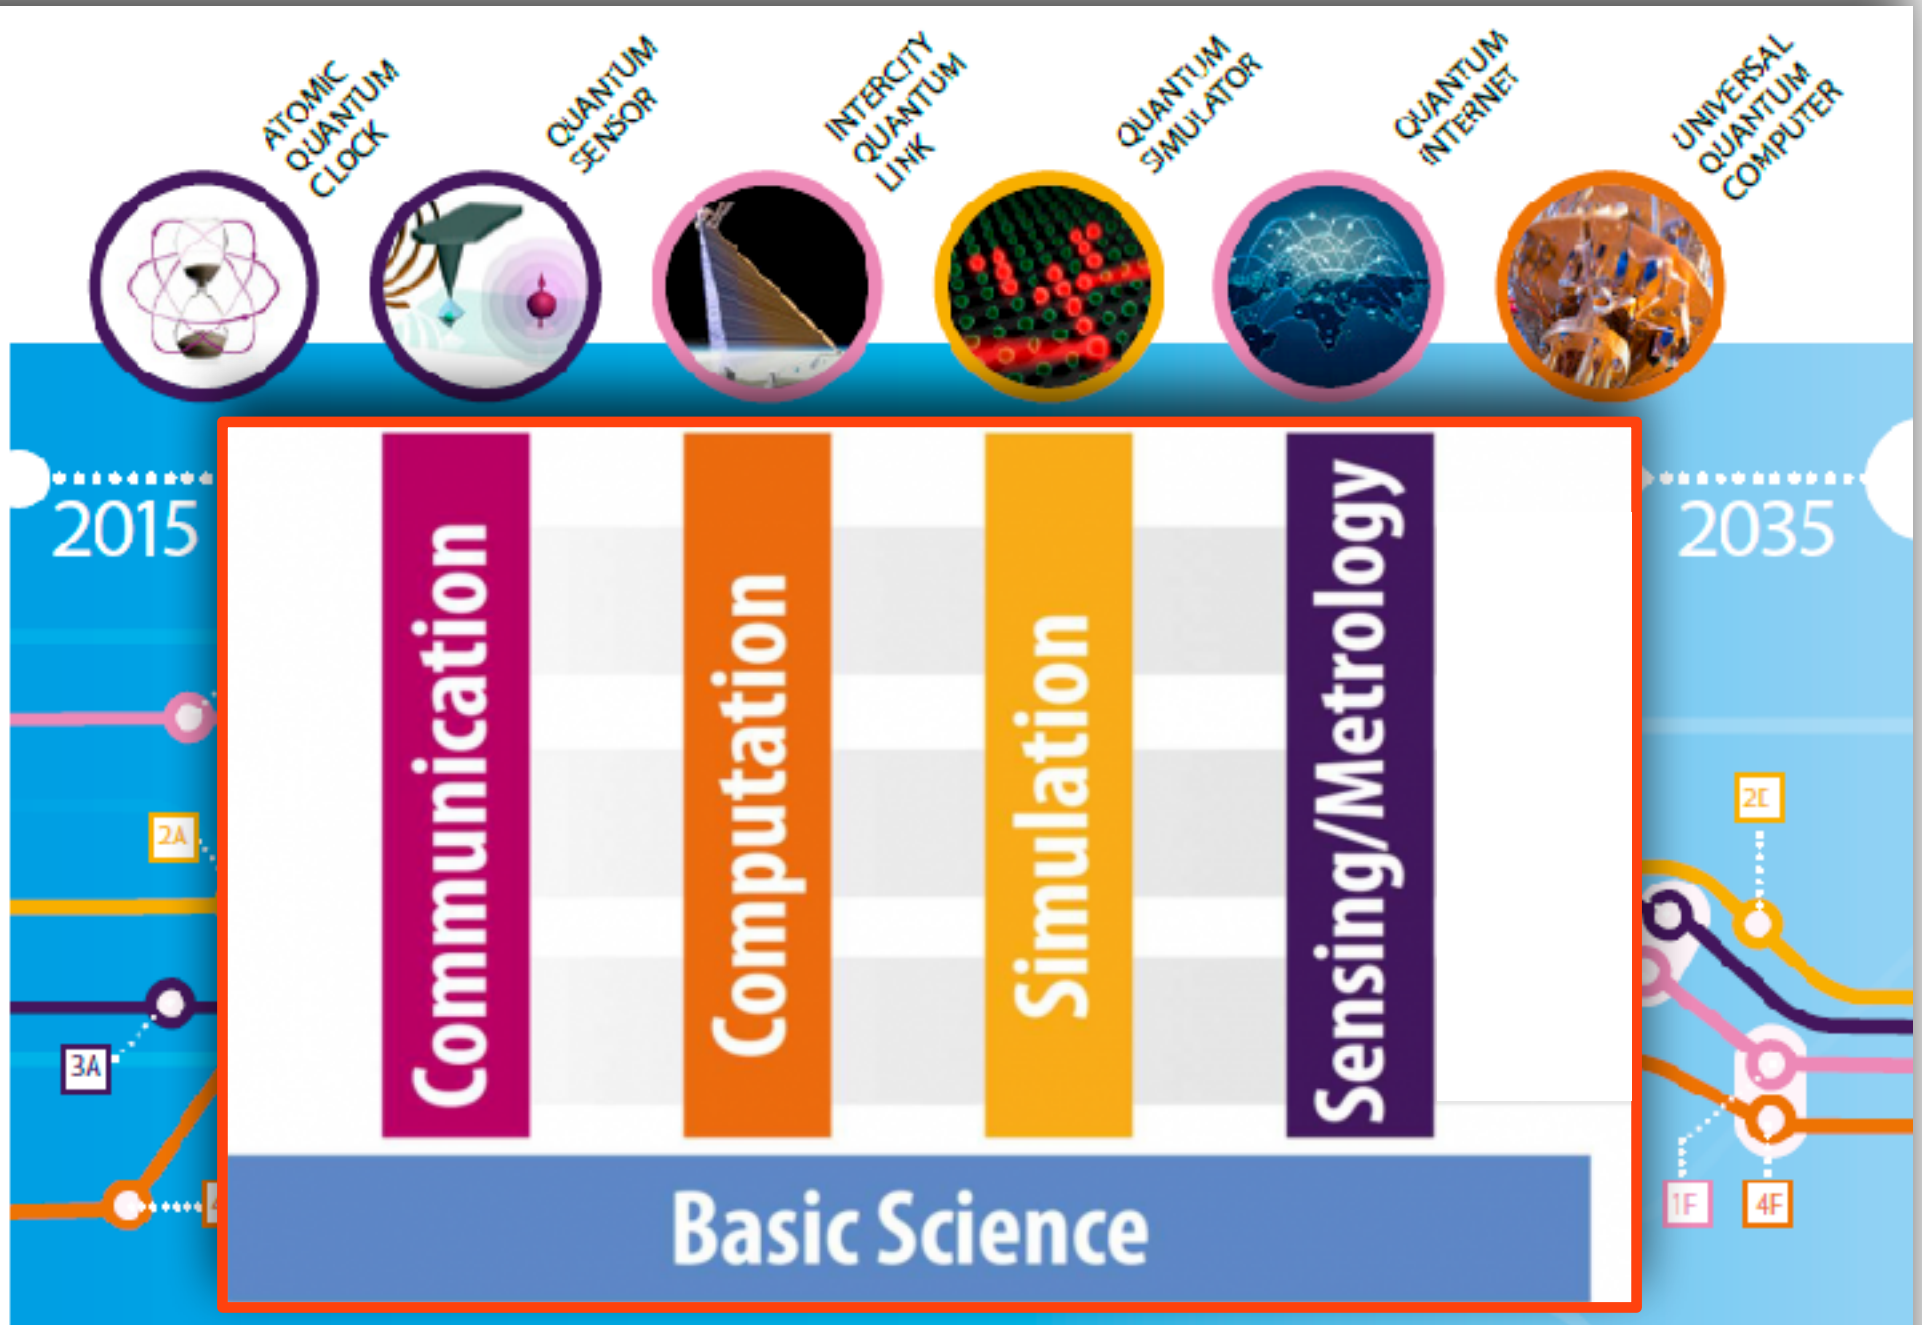 ATOMIC
QUANTUM
CLOCK
QUANTUM
SENSOR
INTERCITY
QUANTUM
LINK
QUANTUM
SIMULATOR
QUANTUM
INTERNET
UNIVERSAL
QUANTUM
COMPUTER
2015
2035
Communication
Computation
Simulation
Sensing/Metrology
2A
3A
1F
4F
Basic Science